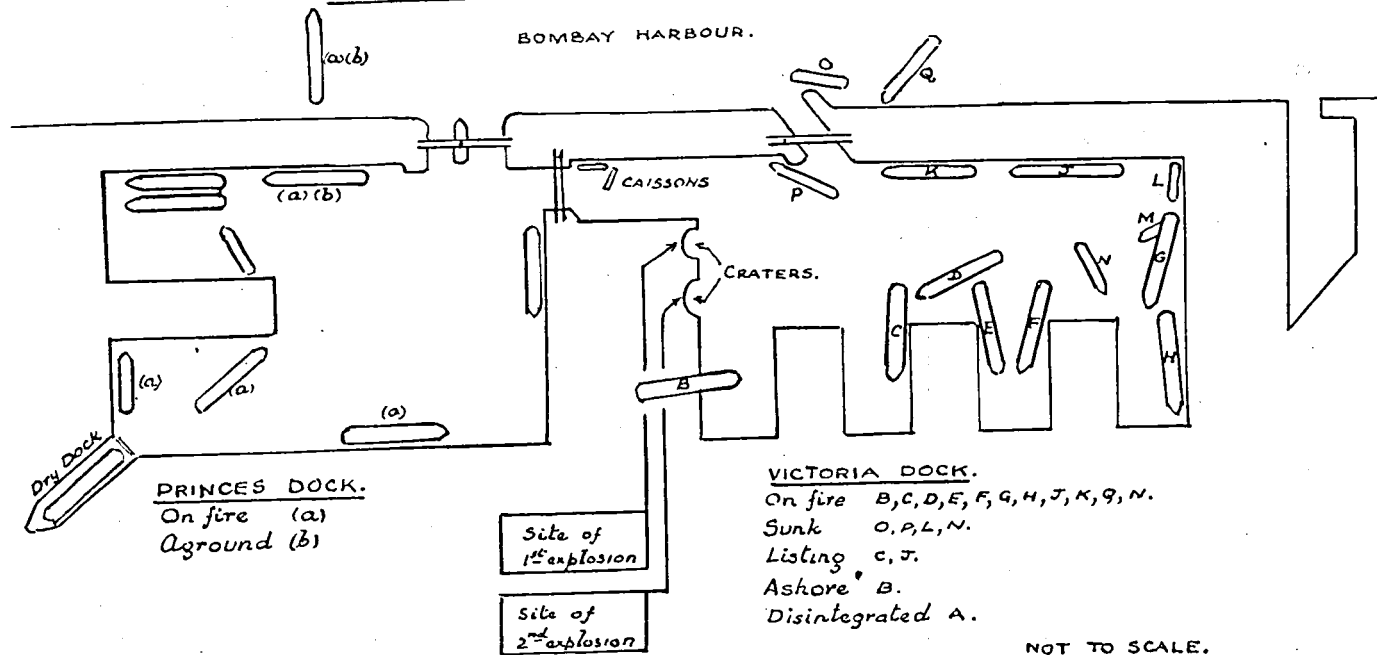 BOMBAY HARBOUR.
(a)(b)
O
Q
(a)(b)
CAISSONS
P
K
J
L
M
G
N
D
CRATERS.
C
E
F
H
B
(a)
(a)
(a)
Dry Dock
PRINCES DOCK.
On fire (a)
Aground (b)
Site of
1st explosion
Site of
2nd explosion
VICTORIA DOCK.
On fire B, C, D, E, F, G, H, J, K, Q, N.
Sunk O, P, L, N.
Listing C, J.
Ashore B.
Disintegrated A.
NOT TO SCALE.